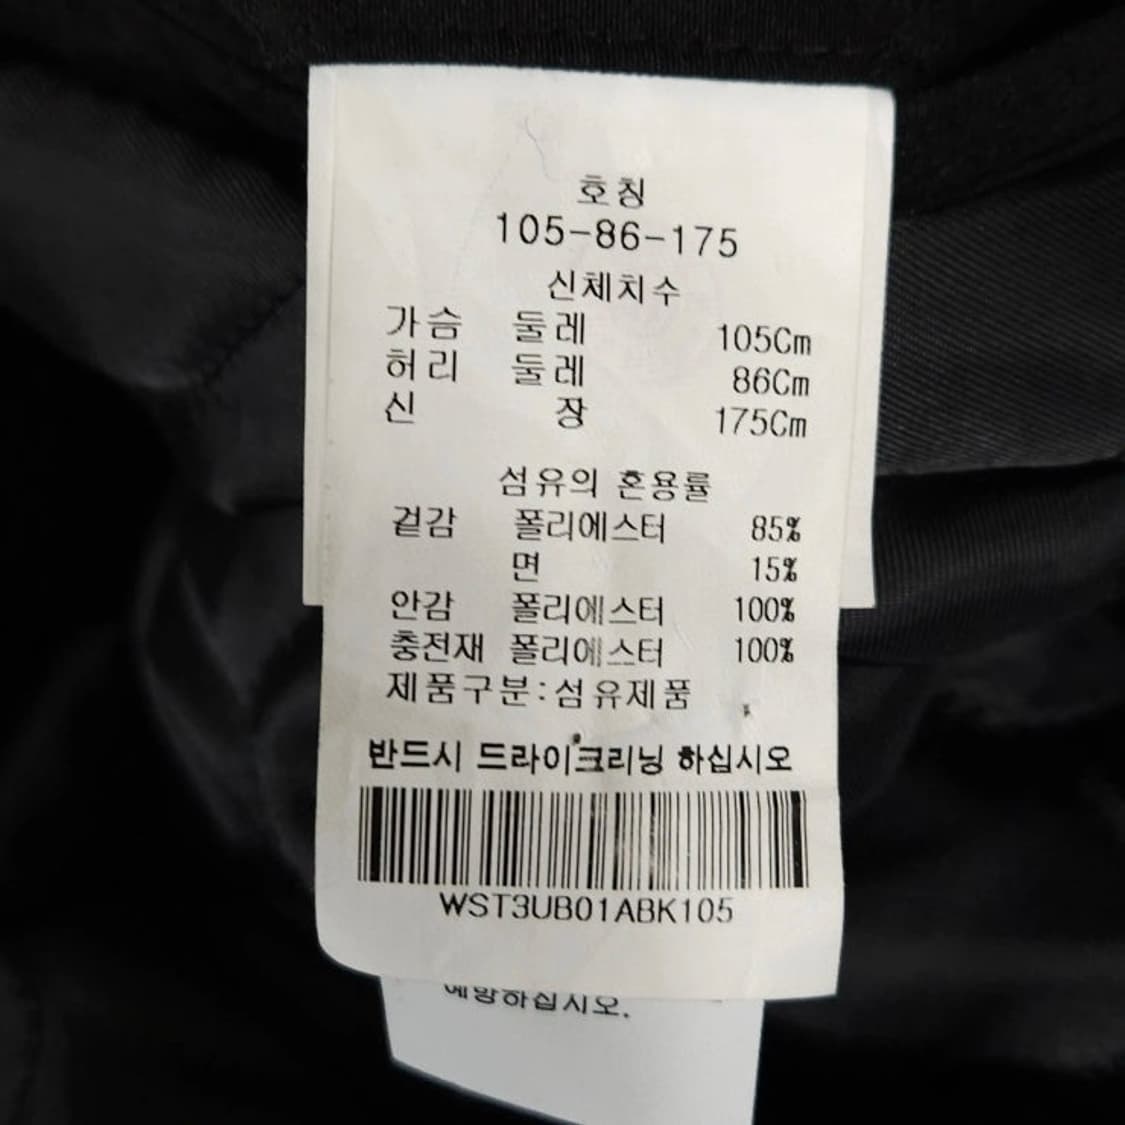 호칭
105-86-175
신체치수
가슴 둘레 105Cm
허리 둘레 86Cm
신 장 175Cm
섬유의 혼용률
겉감 폴리에스터 85%
면 15%
안감 폴리에스터 100%
충전재 폴리에스터 100%
제품구분:섬유제품
반드시 드라이크리닝 하십시오
WST3UB01ABK105
하십시오.